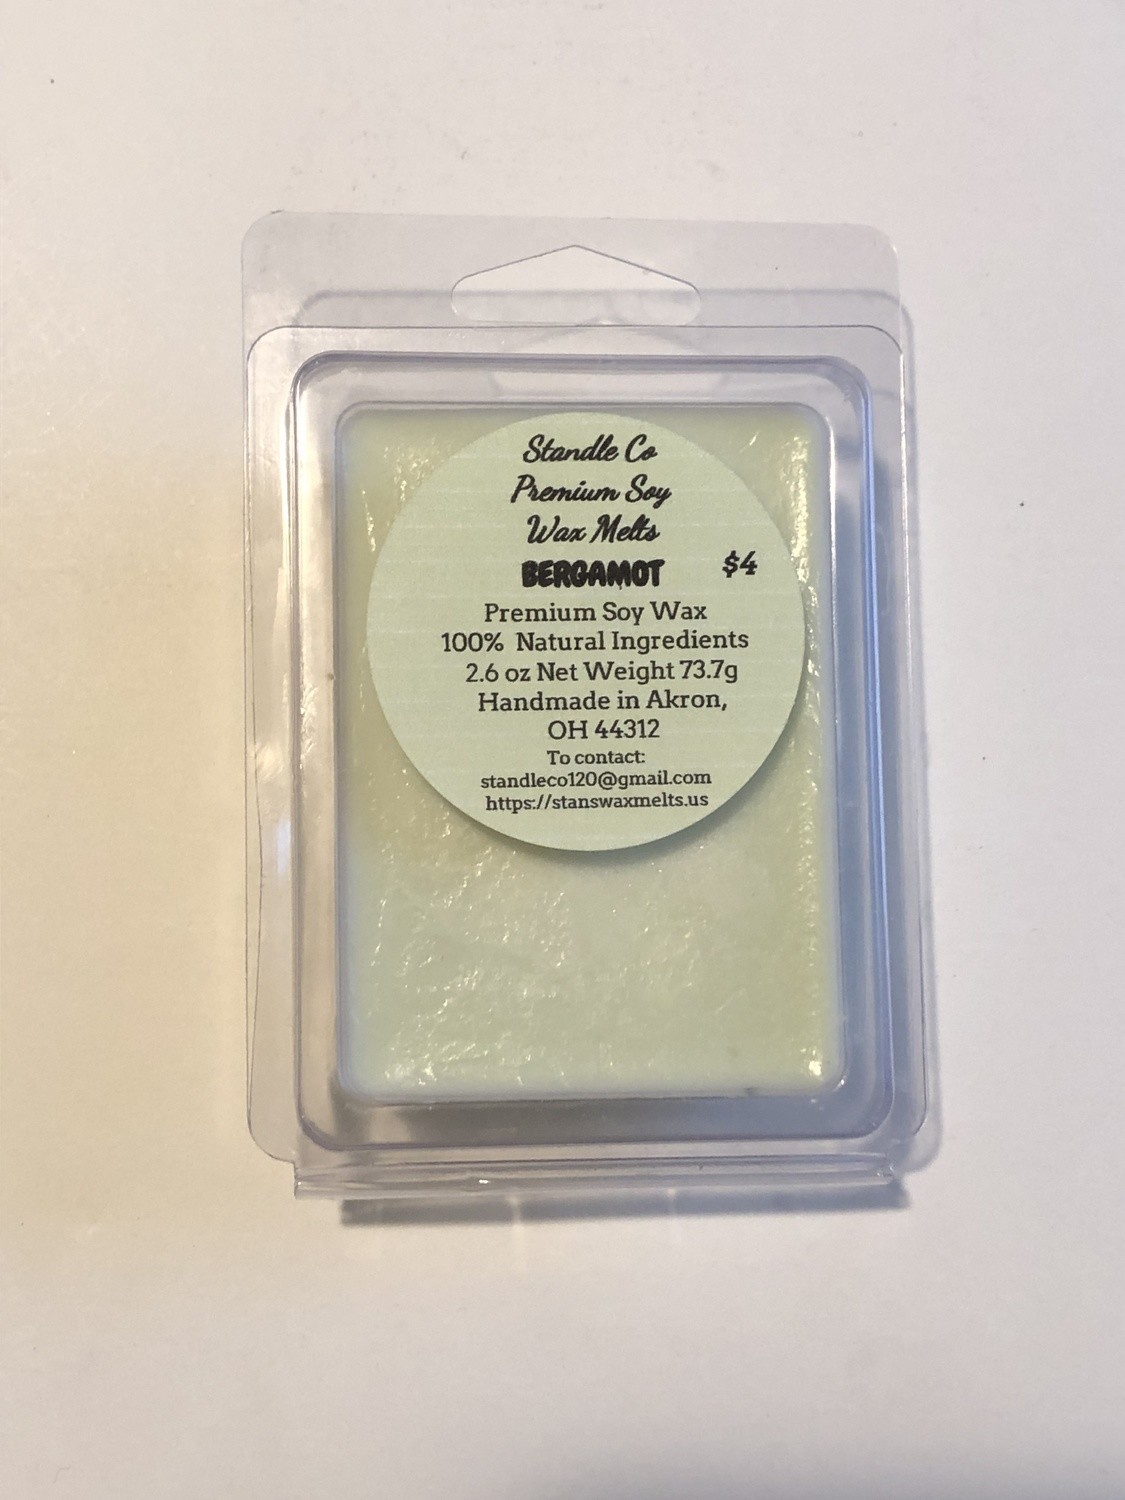 Standle Co
Premium Soy
Wax Melts
BERGAMOT $4
Premium Soy Wax
100% Natural Ingredients
2.6 oz Net Weight 73.7g
Handmade in Akron,
OH 44312
To contact:
standleco120@gmail.com
https://stanswaxmelts.us